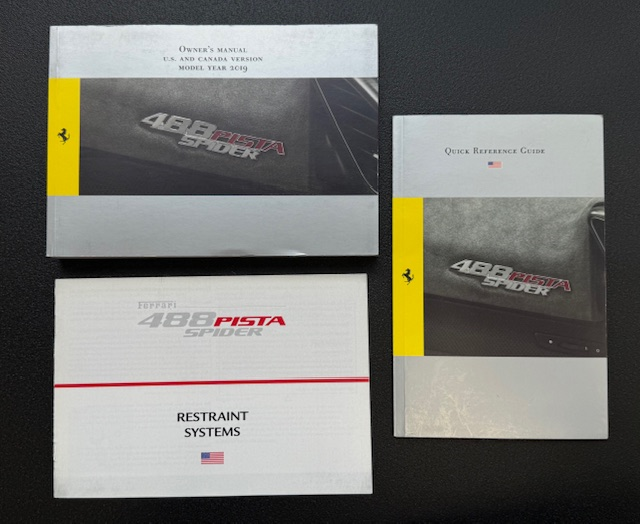 Owner's manual
U.S. and Canada version
model year 2019
488 PISTA
SPIDER
Quick Reference Guide
488 PISTA
SPIDER
Ferrari
488 PISTA
SPIDER
RESTRAINT
SYSTEMS